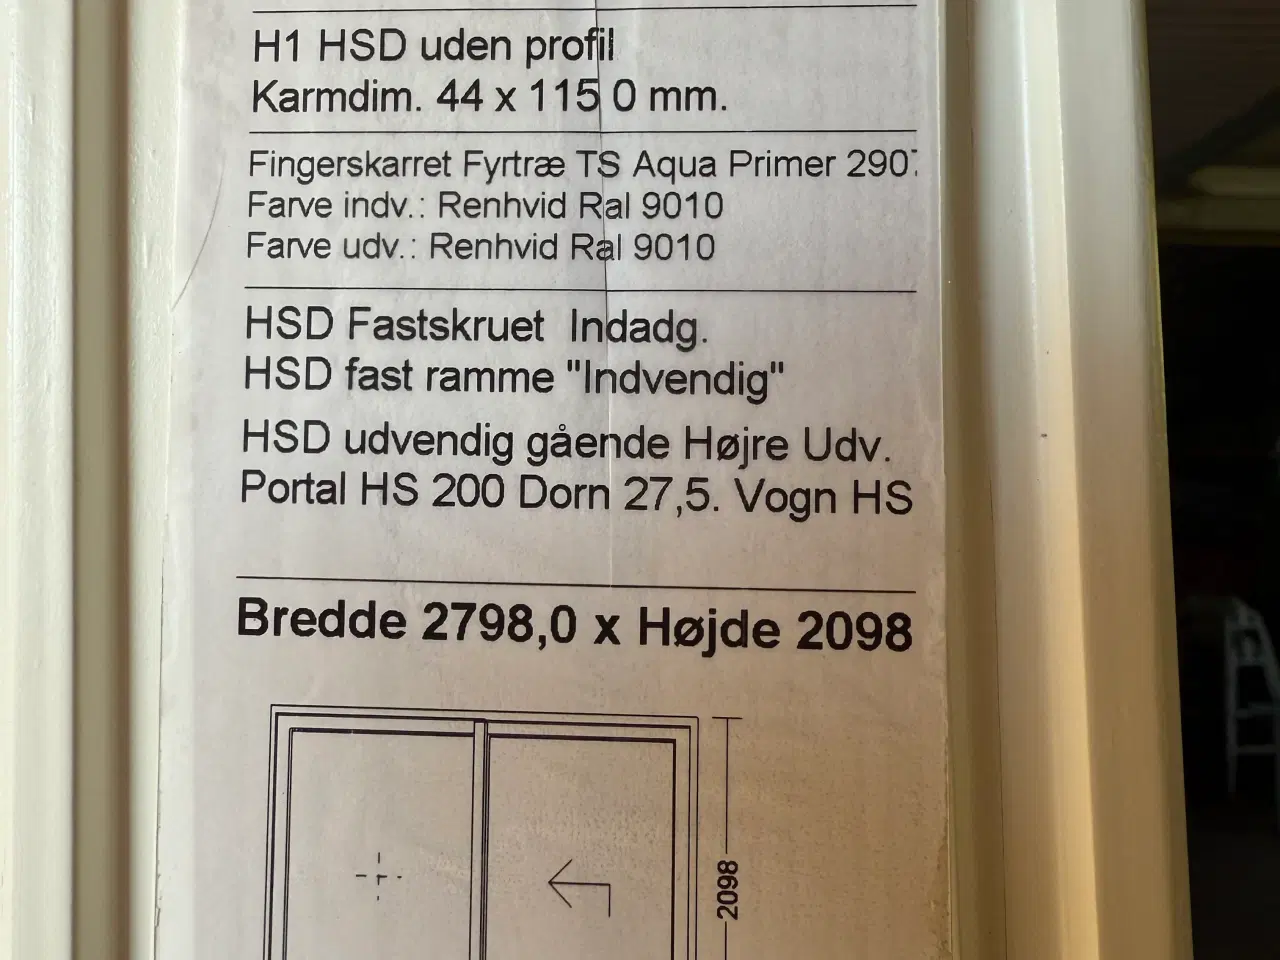 H1 HSD uden profil
Karmdim. 44 x 115 0 mm.
Fingerskarret Fyrtræ TS Aqua Primer 290
Farve indv.: Renhvid Ral 9010
Farve udv.: Renhvid Ral 9010
HSD Fastskruet Indadg.
HSD fast ramme "Indvendig"
HSD udvendig gående Højre Udv.
Portal HS 200 Dorn 27,5. Vogn HS
Bredde 2798,0 x Højde 2098
2098